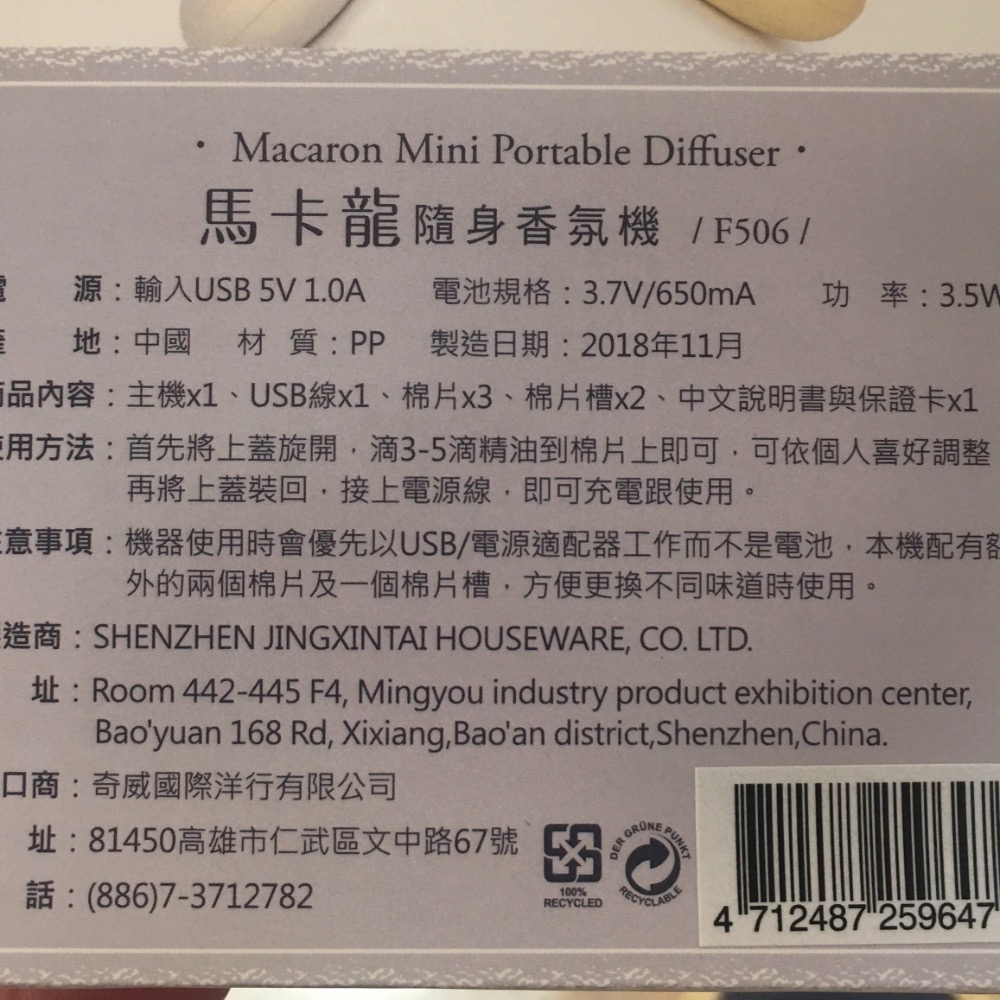 · Macaron Mini Portable Diffuser ·
馬卡龍隨身香氛機 / F506 /
源：輸入USB 5V 1.0A 電池規格：3.7V/650mA 功 率：3.5W
地：中國 材 質：PP 製造日期：2018年11月
商品內容：主機x1、USB線x1、棉片x3、棉片槽x2、中文說明書與保證卡x1
使用方法：首先將上蓋旋開，滴3-5滴精油到棉片上即可，可依個人喜好調整
再將上蓋裝回，接上電源線，即可充電跟使用。
注意事項：機器使用時會優先以USB/電源適配器工作而不是電池，本機配有額
外的兩個棉片及一個棉片槽，方便更換不同味道時使用。
製造商：SHENZHEN JINGXINTAI HOUSEWARE, CO. LTD.
址：Room 442-445 F4, Mingyou industry product exhibition center,
Bao'yuan 168 Rd, Xixiang,Bao'an district,Shenzhen,China.
口商：奇威國際洋行有限公司
址：81450高雄市仁武區文中路67號
話：(886)7-3712782
100%
RECYCLED
DER GRÜNE PUNKT
RECYCLABLE
4 712487 259647